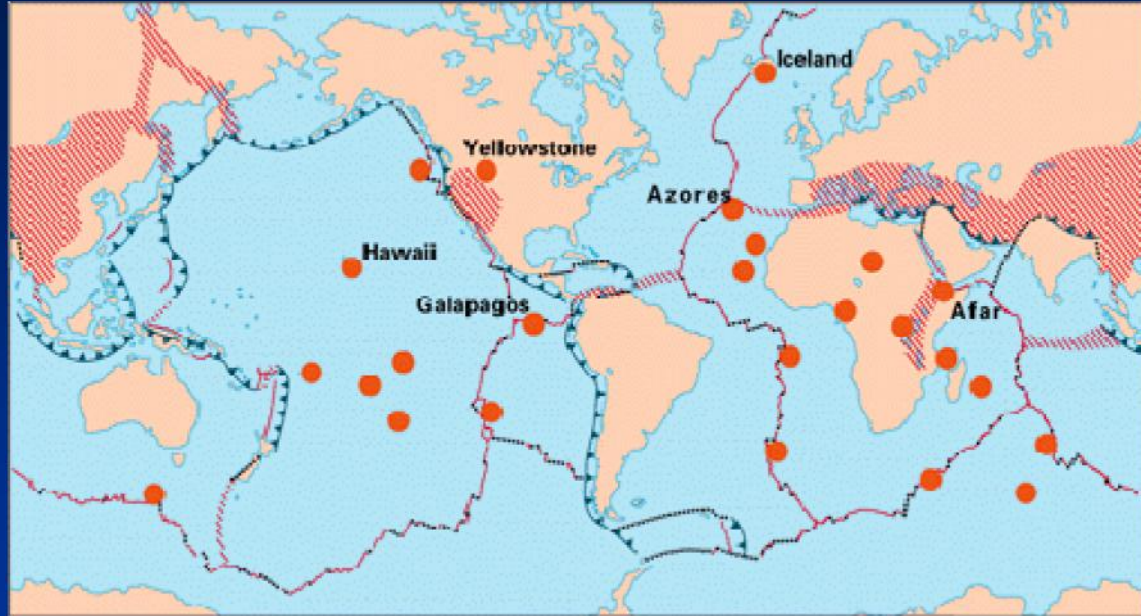 Iceland
Yellowstone
Azores
Hawaii
Galapagos
Afar